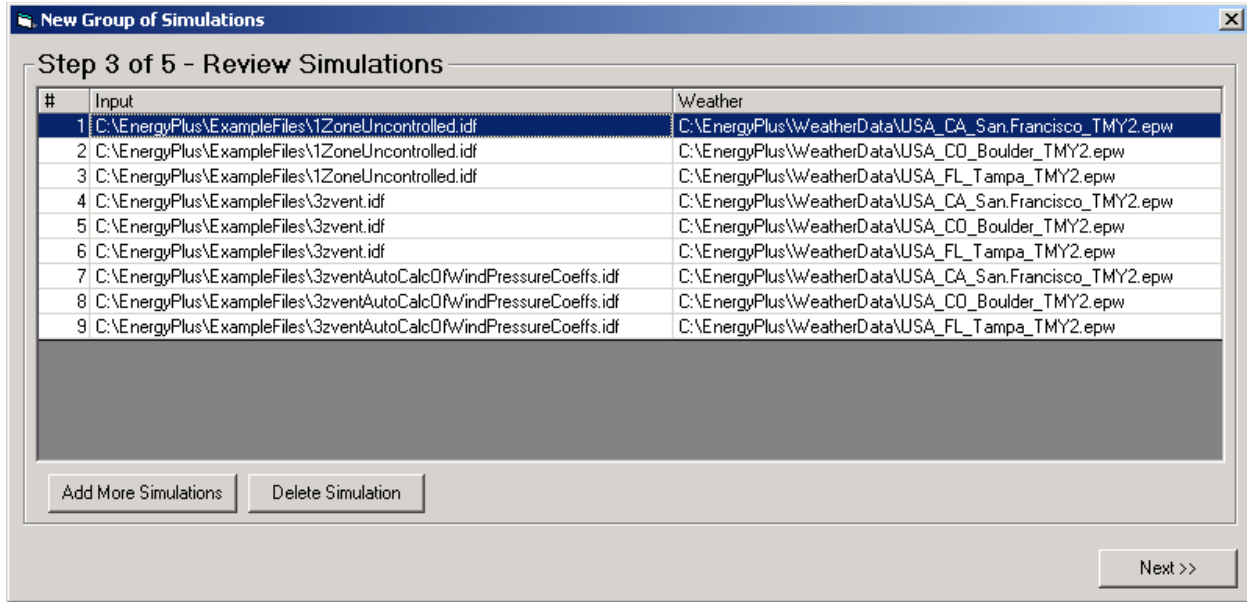 New Group of Simulations
Step 3 of 5 - Review Simulations
# Input Weather
1 C:\EnergyPlus\ExampleFiles\1ZoneUncontrolled.idf C:\EnergyPlus\WeatherData\USA_CA_San.Francisco_TMY2.epw
2 C:\EnergyPlus\ExampleFiles\1ZoneUncontrolled.idf C:\EnergyPlus\WeatherData\USA_CO_Boulder_TMY2.epw
3 C:\EnergyPlus\ExampleFiles\1ZoneUncontrolled.idf C:\EnergyPlus\WeatherData\USA_FL_Tampa_TMY2.epw
4 C:\EnergyPlus\ExampleFiles\3zvent.idf C:\EnergyPlus\WeatherData\USA_CA_San.Francisco_TMY2.epw
5 C:\EnergyPlus\ExampleFiles\3zvent.idf C:\EnergyPlus\WeatherData\USA_CO_Boulder_TMY2.epw
6 C:\EnergyPlus\ExampleFiles\3zvent.idf C:\EnergyPlus\WeatherData\USA_FL_Tampa_TMY2.epw
7 C:\EnergyPlus\ExampleFiles\3zventAutoCalcOfWindPressureCoeffs.idf C:\EnergyPlus\WeatherData\USA_CA_San.Francisco_TMY2.epw
8 C:\EnergyPlus\ExampleFiles\3zventAutoCalcOfWindPressureCoeffs.idf C:\EnergyPlus\WeatherData\USA_CO_Boulder_TMY2.epw
9 C:\EnergyPlus\ExampleFiles\3zventAutoCalcOfWindPressureCoeffs.idf C:\EnergyPlus\WeatherData\USA_FL_Tampa_TMY2.epw
Add More Simulations Delete Simulation
Next >>